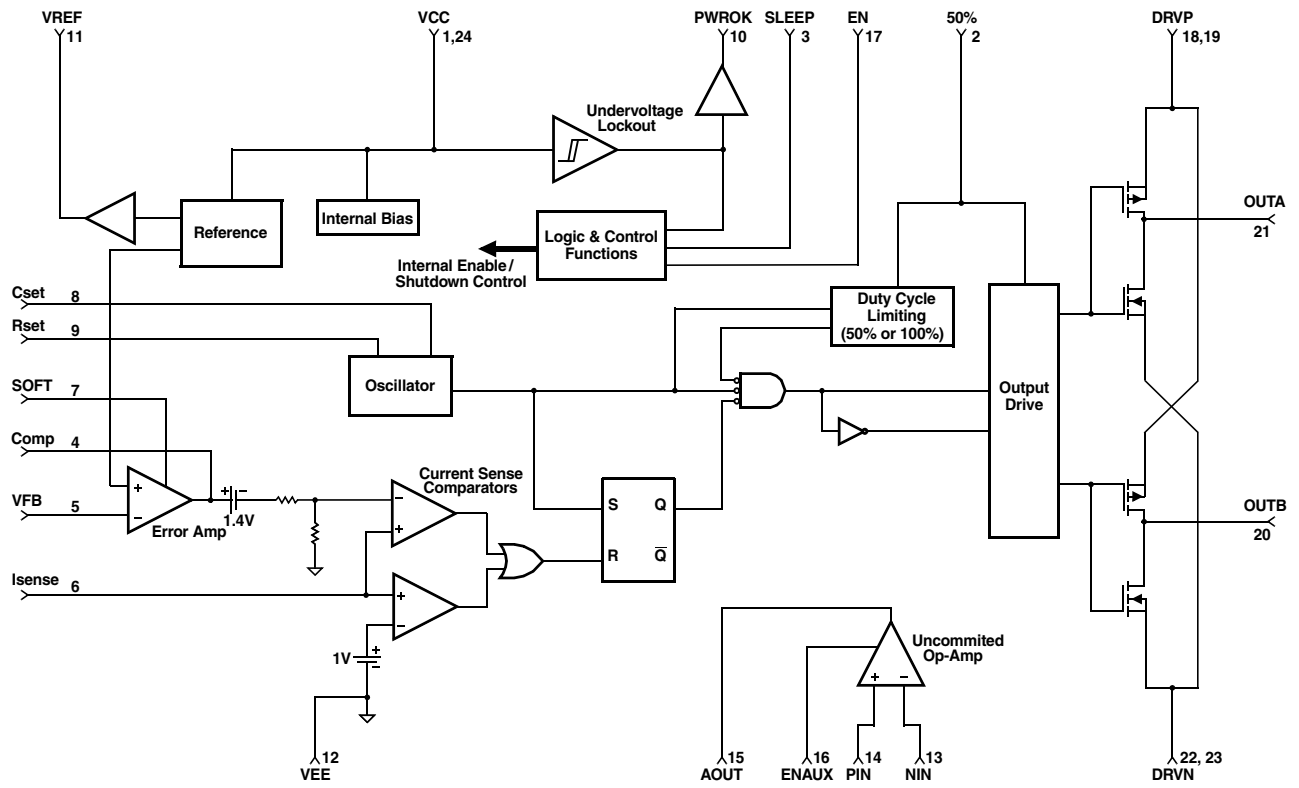 VREF
11
VCC
1,24
PWROK
10
SLEEP
3
EN
17
50%
2
DRVP
18,19
Undervoltage
Lockout
Reference
Internal Bias
Logic & Control
Functions
Internal Enable/
Shutdown Control
OUTA
21
Cset 8
Rset 9
Duty Cycle
Limiting
(50% or 100%)
Oscillator
Output
Drive
SOFT 7
Comp 4
VFB 5
+
−
Error Amp
+ −
1.4V
Current Sense
Comparators
−
+
S Q
R Q̅
OUTB
20
Isense 6
+
−
1V
+
−
Uncommited
Op-Amp
+ −
12
VEE
15
AOUT
16
ENAUX
14
PIN
13
NIN
22, 23
DRVN